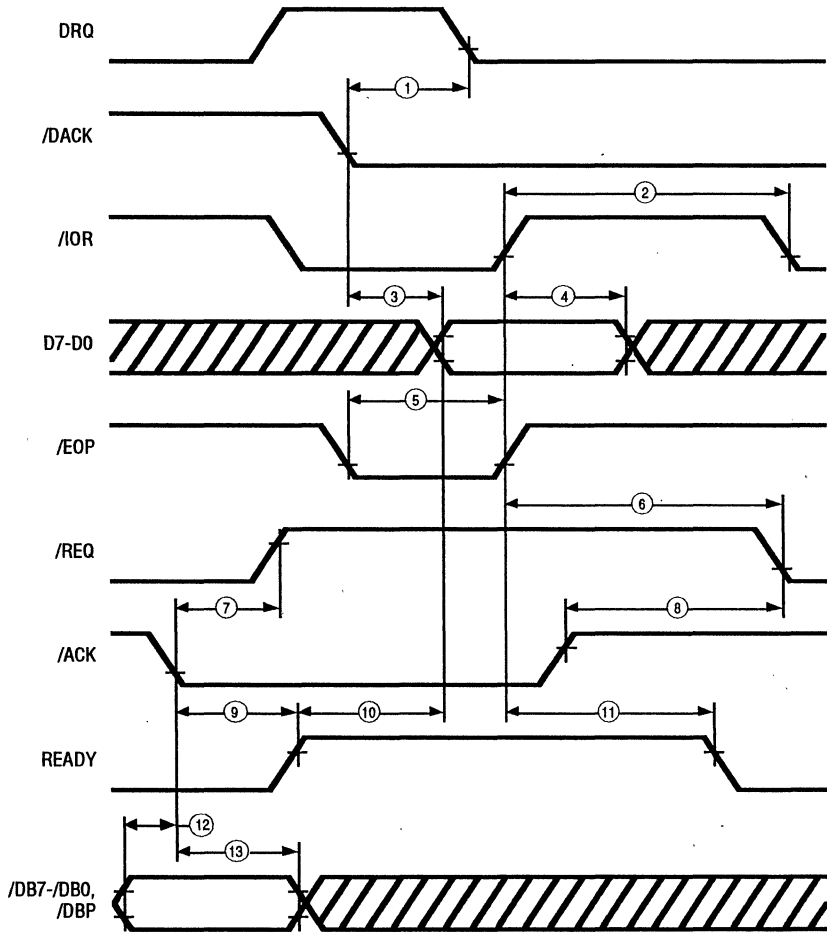 DRQ
①
/DACK
②
/IOR
③
④
D7-D0
⑤
/EOP
⑥
/REQ
⑦
⑧
/ACK
⑨
⑩
⑪
READY
⑫
⑬
/DB7-/DB0,
/DBP